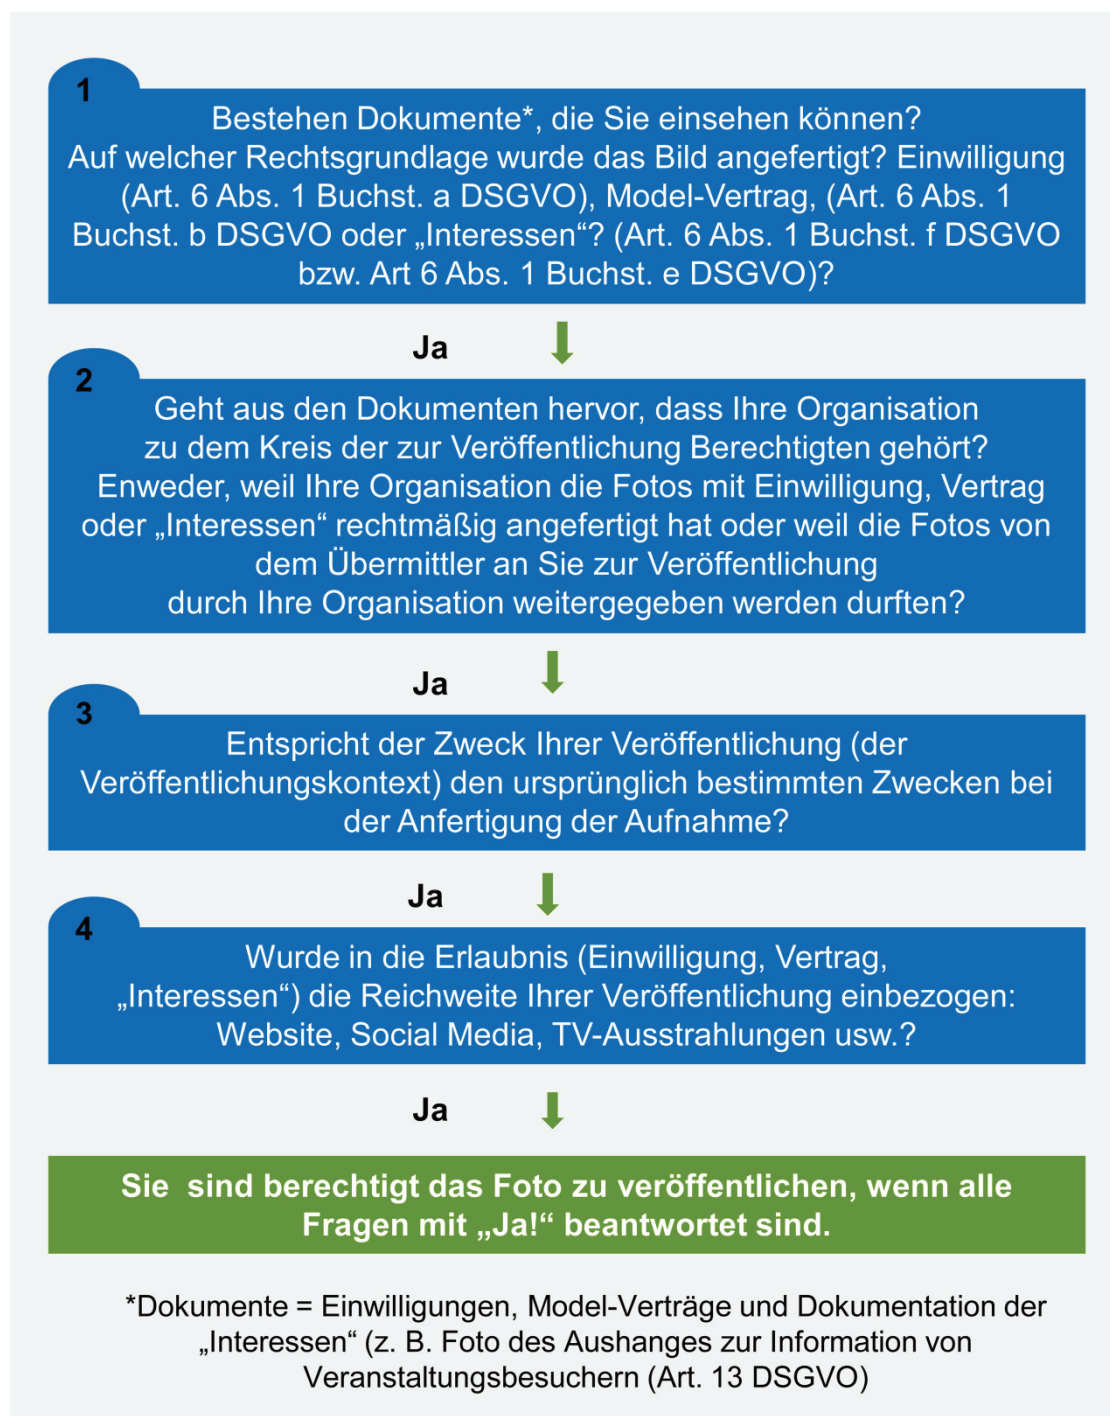 1
Bestehen Dokumente*, die Sie einsehen können?
Auf welcher Rechtsgrundlage wurde das Bild angefertigt? Einwilligung
(Art. 6 Abs. 1 Buchst. a DSGVO), Model-Vertrag, (Art. 6 Abs. 1
Buchst. b DSGVO oder „Interessen“? (Art. 6 Abs. 1 Buchst. f DSGVO
bzw. Art 6 Abs. 1 Buchst. e DSGVO)?
Ja
2
Geht aus den Dokumenten hervor, dass Ihre Organisation
zu dem Kreis der zur Veröffentlichung Berechtigten gehört?
Enweder, weil Ihre Organisation die Fotos mit Einwilligung, Vertrag
oder „Interessen“ rechtmäßig angefertigt hat oder weil die Fotos von
dem Übermittler an Sie zur Veröffentlichung
durch Ihre Organisation weitergegeben werden durften?
Ja
3
Entspricht der Zweck Ihrer Veröffentlichung (der
Veröffentlichungskontext) den ursprünglich bestimmten Zwecken bei
der Anfertigung der Aufnahme?
Ja
4
Wurde in die Erlaubnis (Einwilligung, Vertrag,
„Interessen“) die Reichweite Ihrer Veröffentlichung einbezogen:
Website, Social Media, TV-Ausstrahlungen usw.?
Ja
Sie sind berechtigt das Foto zu veröffentlichen, wenn alle
Fragen mit „Ja!“ beantwortet sind.
*Dokumente = Einwilligungen, Model-Verträge und Dokumentation der
„Interessen“ (z. B. Foto des Aushanges zur Information von
Veranstaltungsbesuchern (Art. 13 DSGVO)